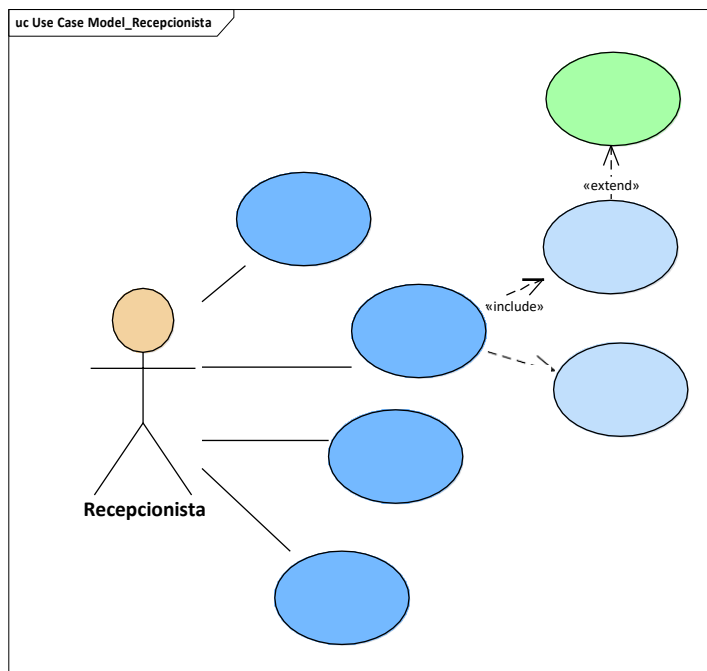 uc Use Case Model_Recepcionista
«extend»
«include»
Recepcionista